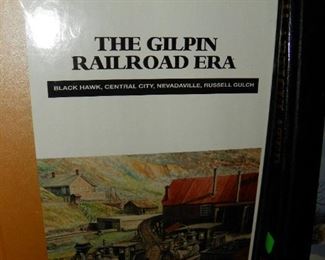 THE GILPIN
RAILROAD ERA
BLACK HAWK, CENTRAL CITY, NEVADAVILLE, RUSSELL GULCH